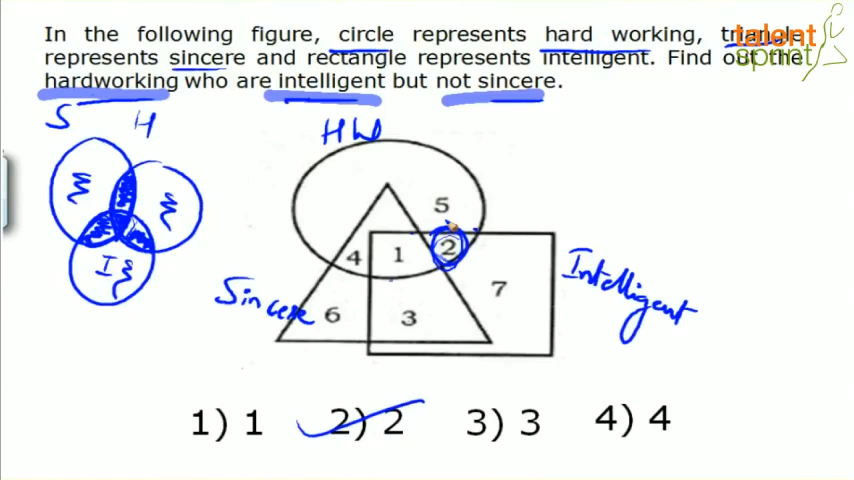 In the following figure, circle represents hard working, triangle
represents sincere and rectangle represents intelligent. Find out the
hardworking who are intelligent but not sincere.
talent
sprint
S H
HW
I
5
4 1 2
Intelligent
7
Sincere 6 3
1) 1 2) 2 3) 3 4) 4